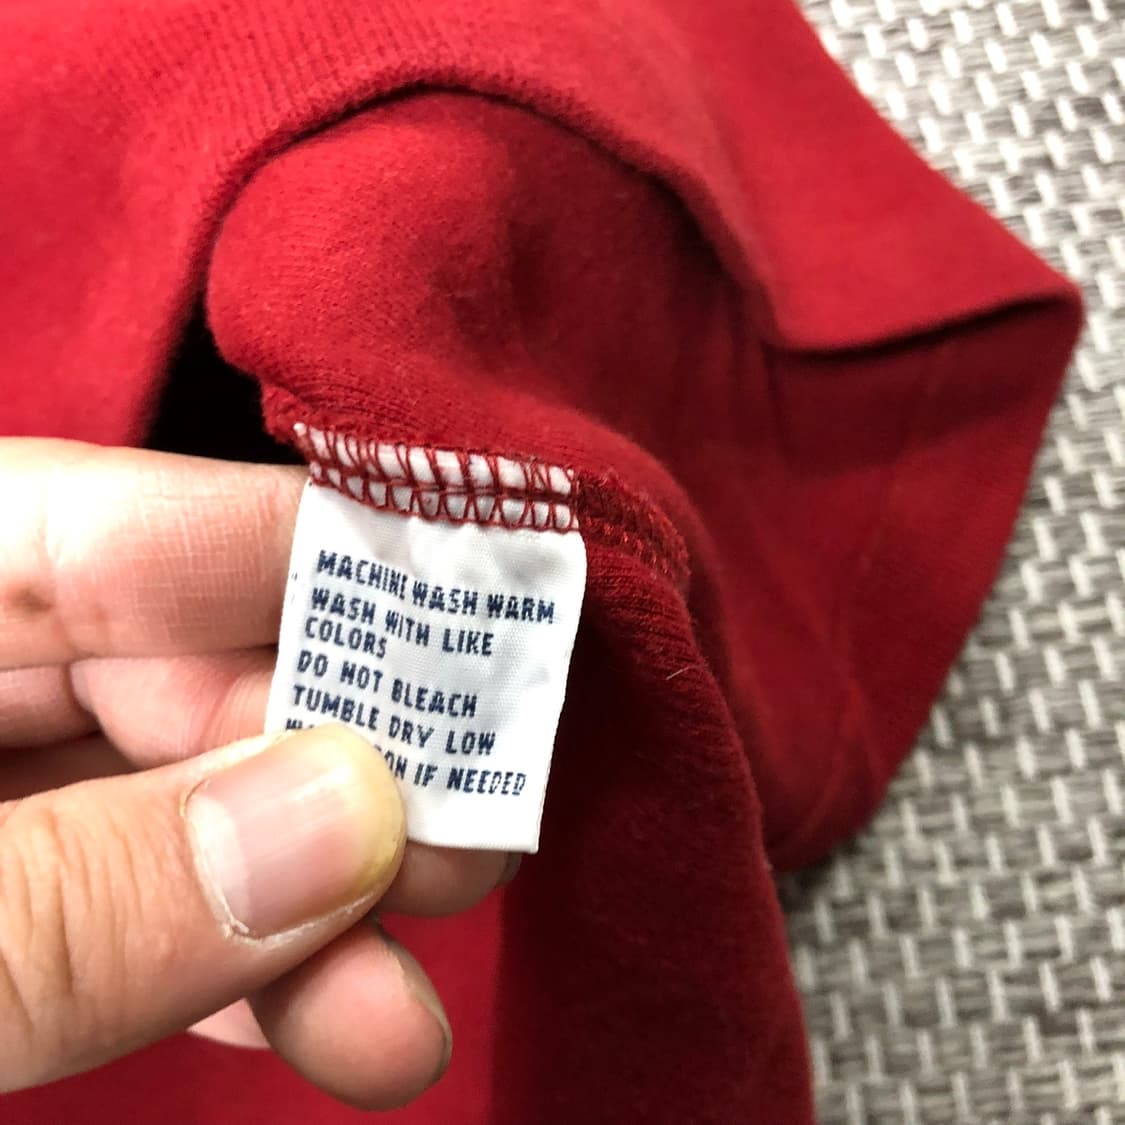 MACHINE WASH WARM
WASH WITH LIKE
COLORS
DO NOT BLEACH
TUMBLE DRY LOW
IF NEEDED